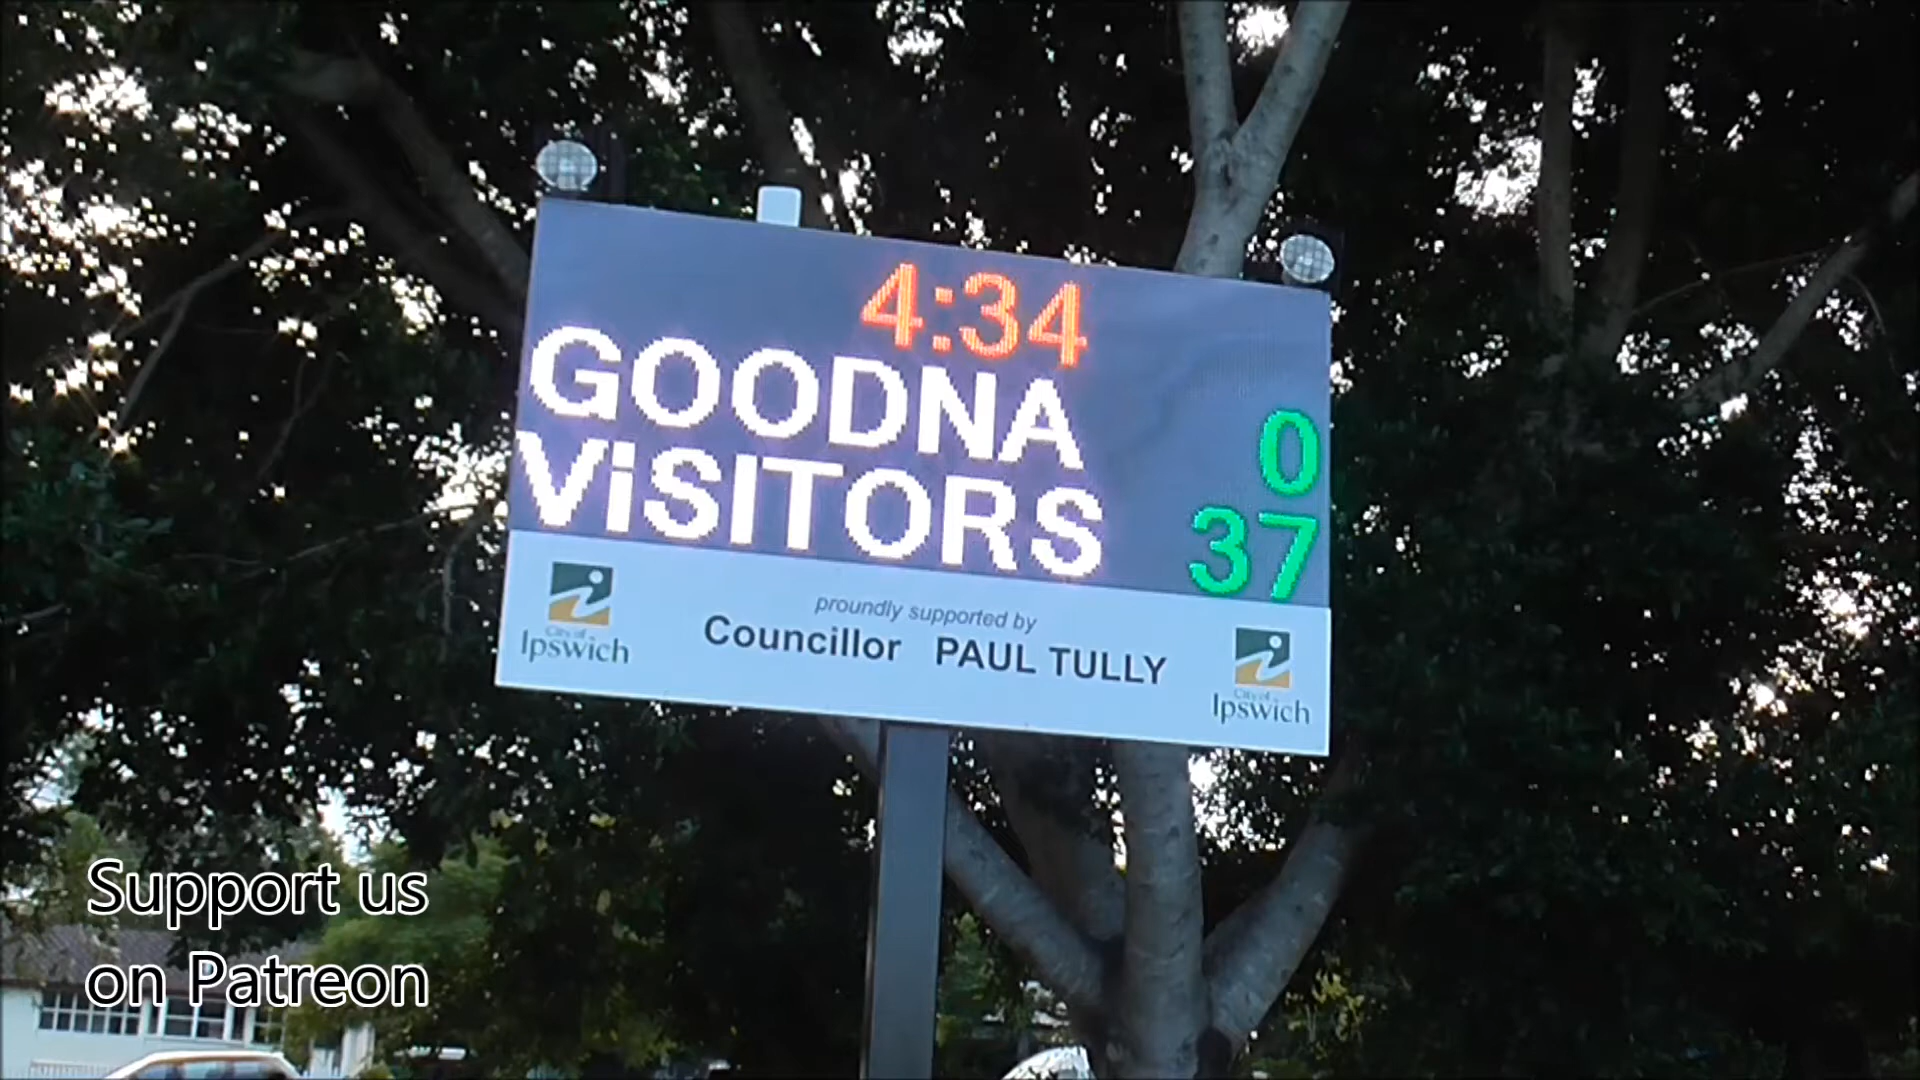 4:34
GOODNA 0
ViSITORS 37
proundly supported by
Councillor PAUL TULLY
City of
Ipswich
City of
Ipswich
Support us
on Patreon